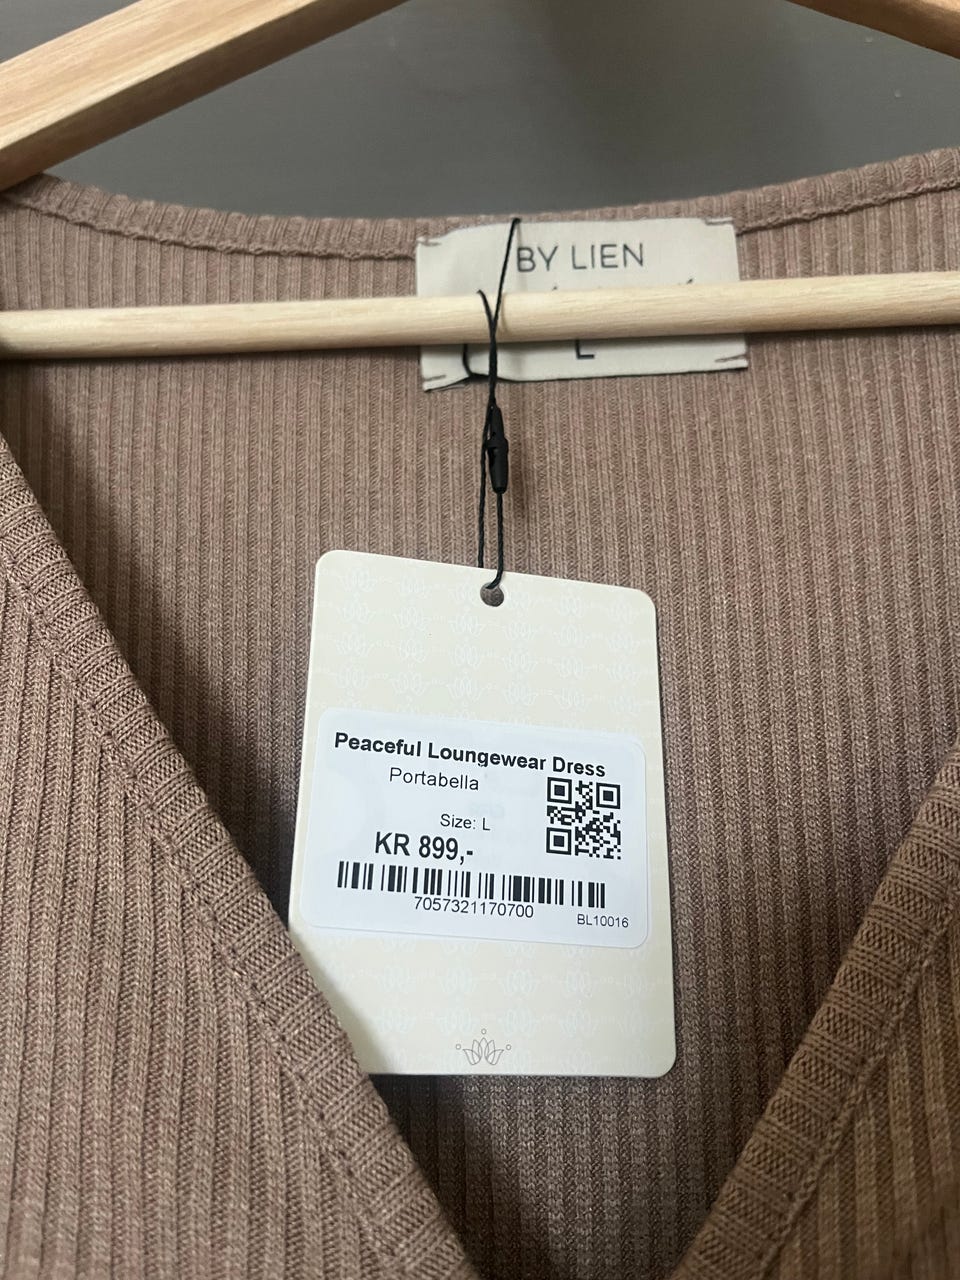 BY LIEN
L
Peaceful Loungewear Dress
Portabella
Size: L
KR 899,-
7057321170700
BL10016